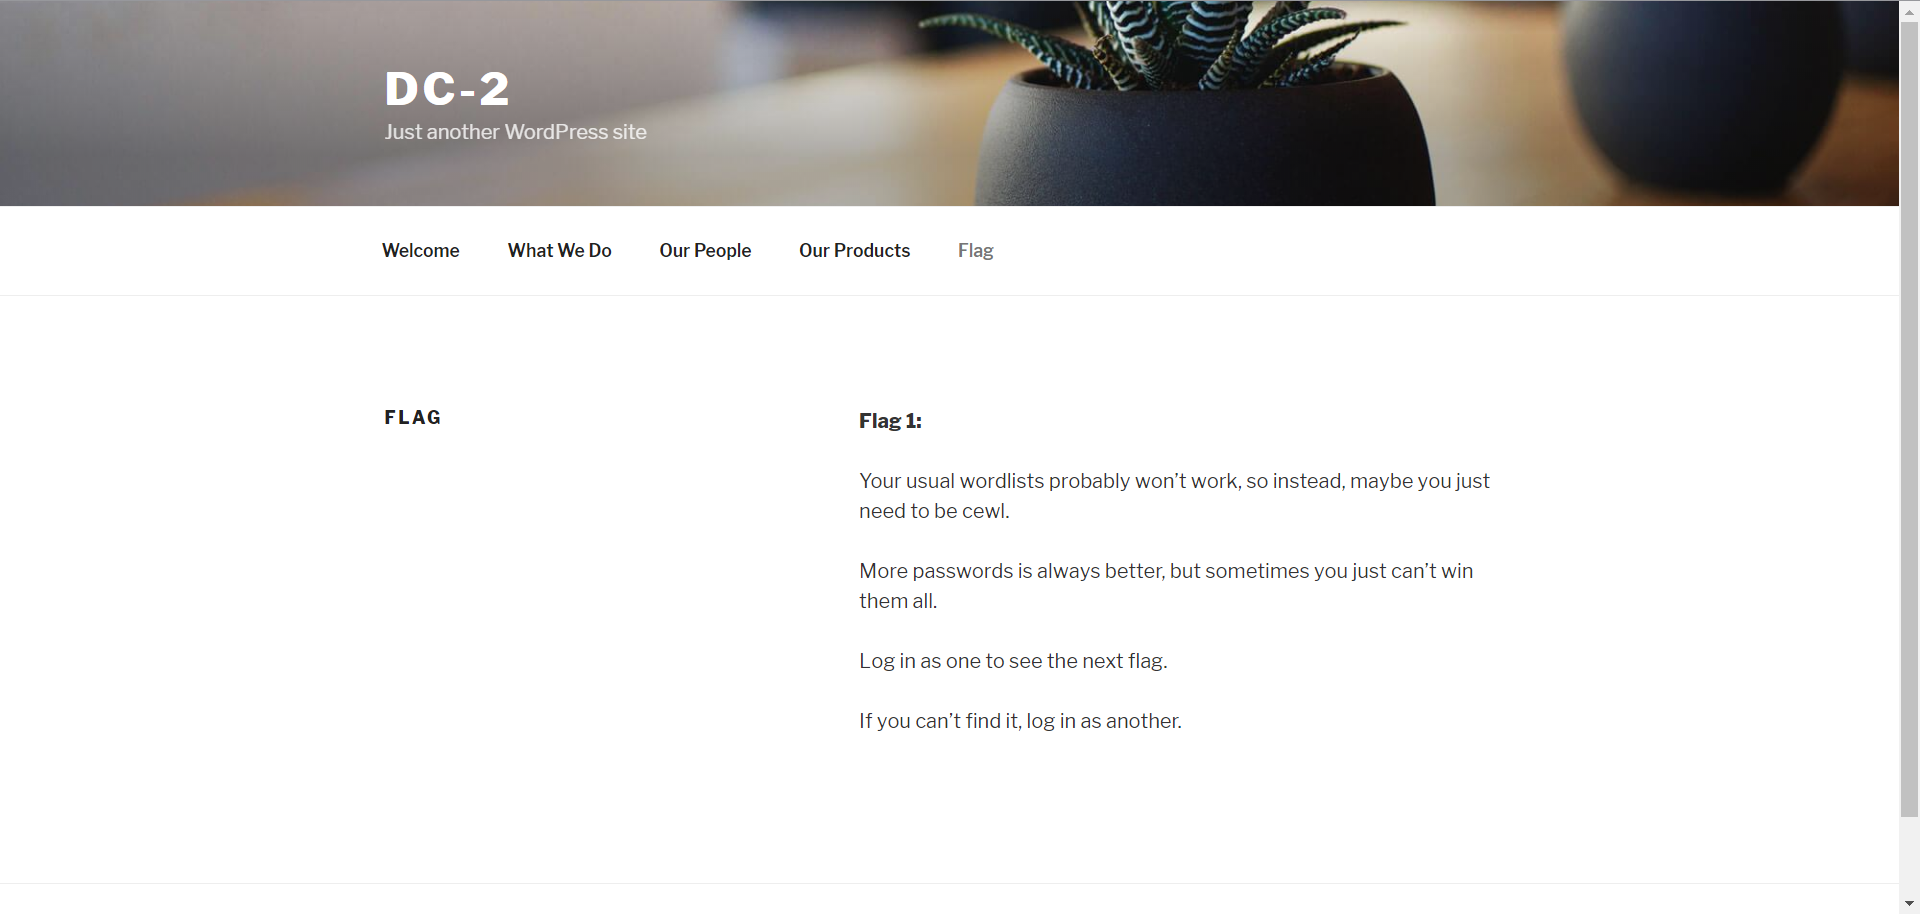 DC-2
Just another WordPress site
Welcome What We Do Our People Our Products Flag
FLAG
Flag 1:
Your usual wordlists probably won’t work, so instead, maybe you just
need to be cewl.
More passwords is always better, but sometimes you just can’t win
them all.
Log in as one to see the next flag.
If you can’t find it, log in as another.